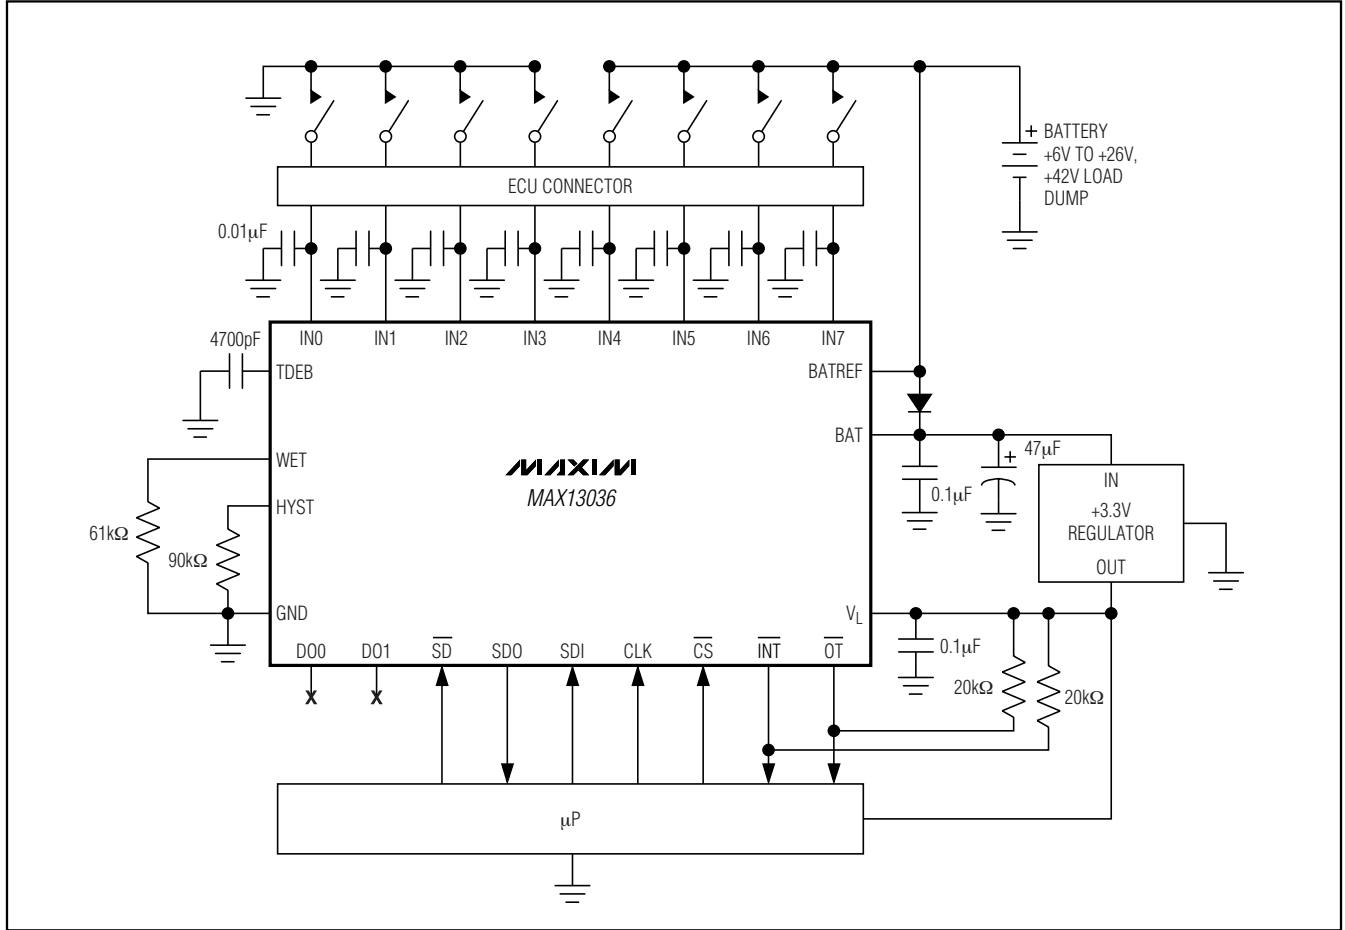 + BATTERY
+6V TO +26V,
+42V LOAD
DUMP
ECU CONNECTOR
0.01µF
IN0 IN1 IN2 IN3 IN4 IN5 IN6 IN7
4700pF
TDEB
BATREF
BAT
+ 47µF
WET
MAXIM
MAX13036
0.1µF
IN
+3.3V
REGULATOR
OUT
HYST
61kΩ
90kΩ
GND
VL
DO0 DO1 SD SDO SDI CLK CS INT OT
0.1µF
20kΩ
20kΩ
X X
µP